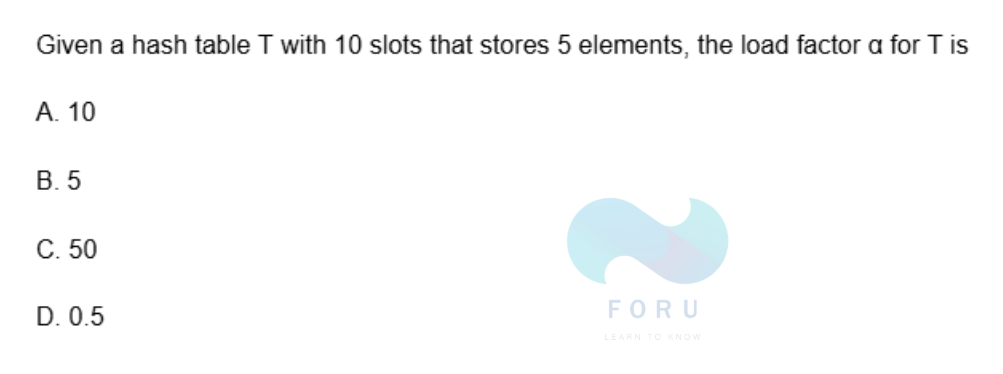 Given a hash table T with 10 slots that stores 5 elements, the load factor α for T is
A. 10
B. 5
C. 50
D. 0.5
FORU
LEARN TO KNOW